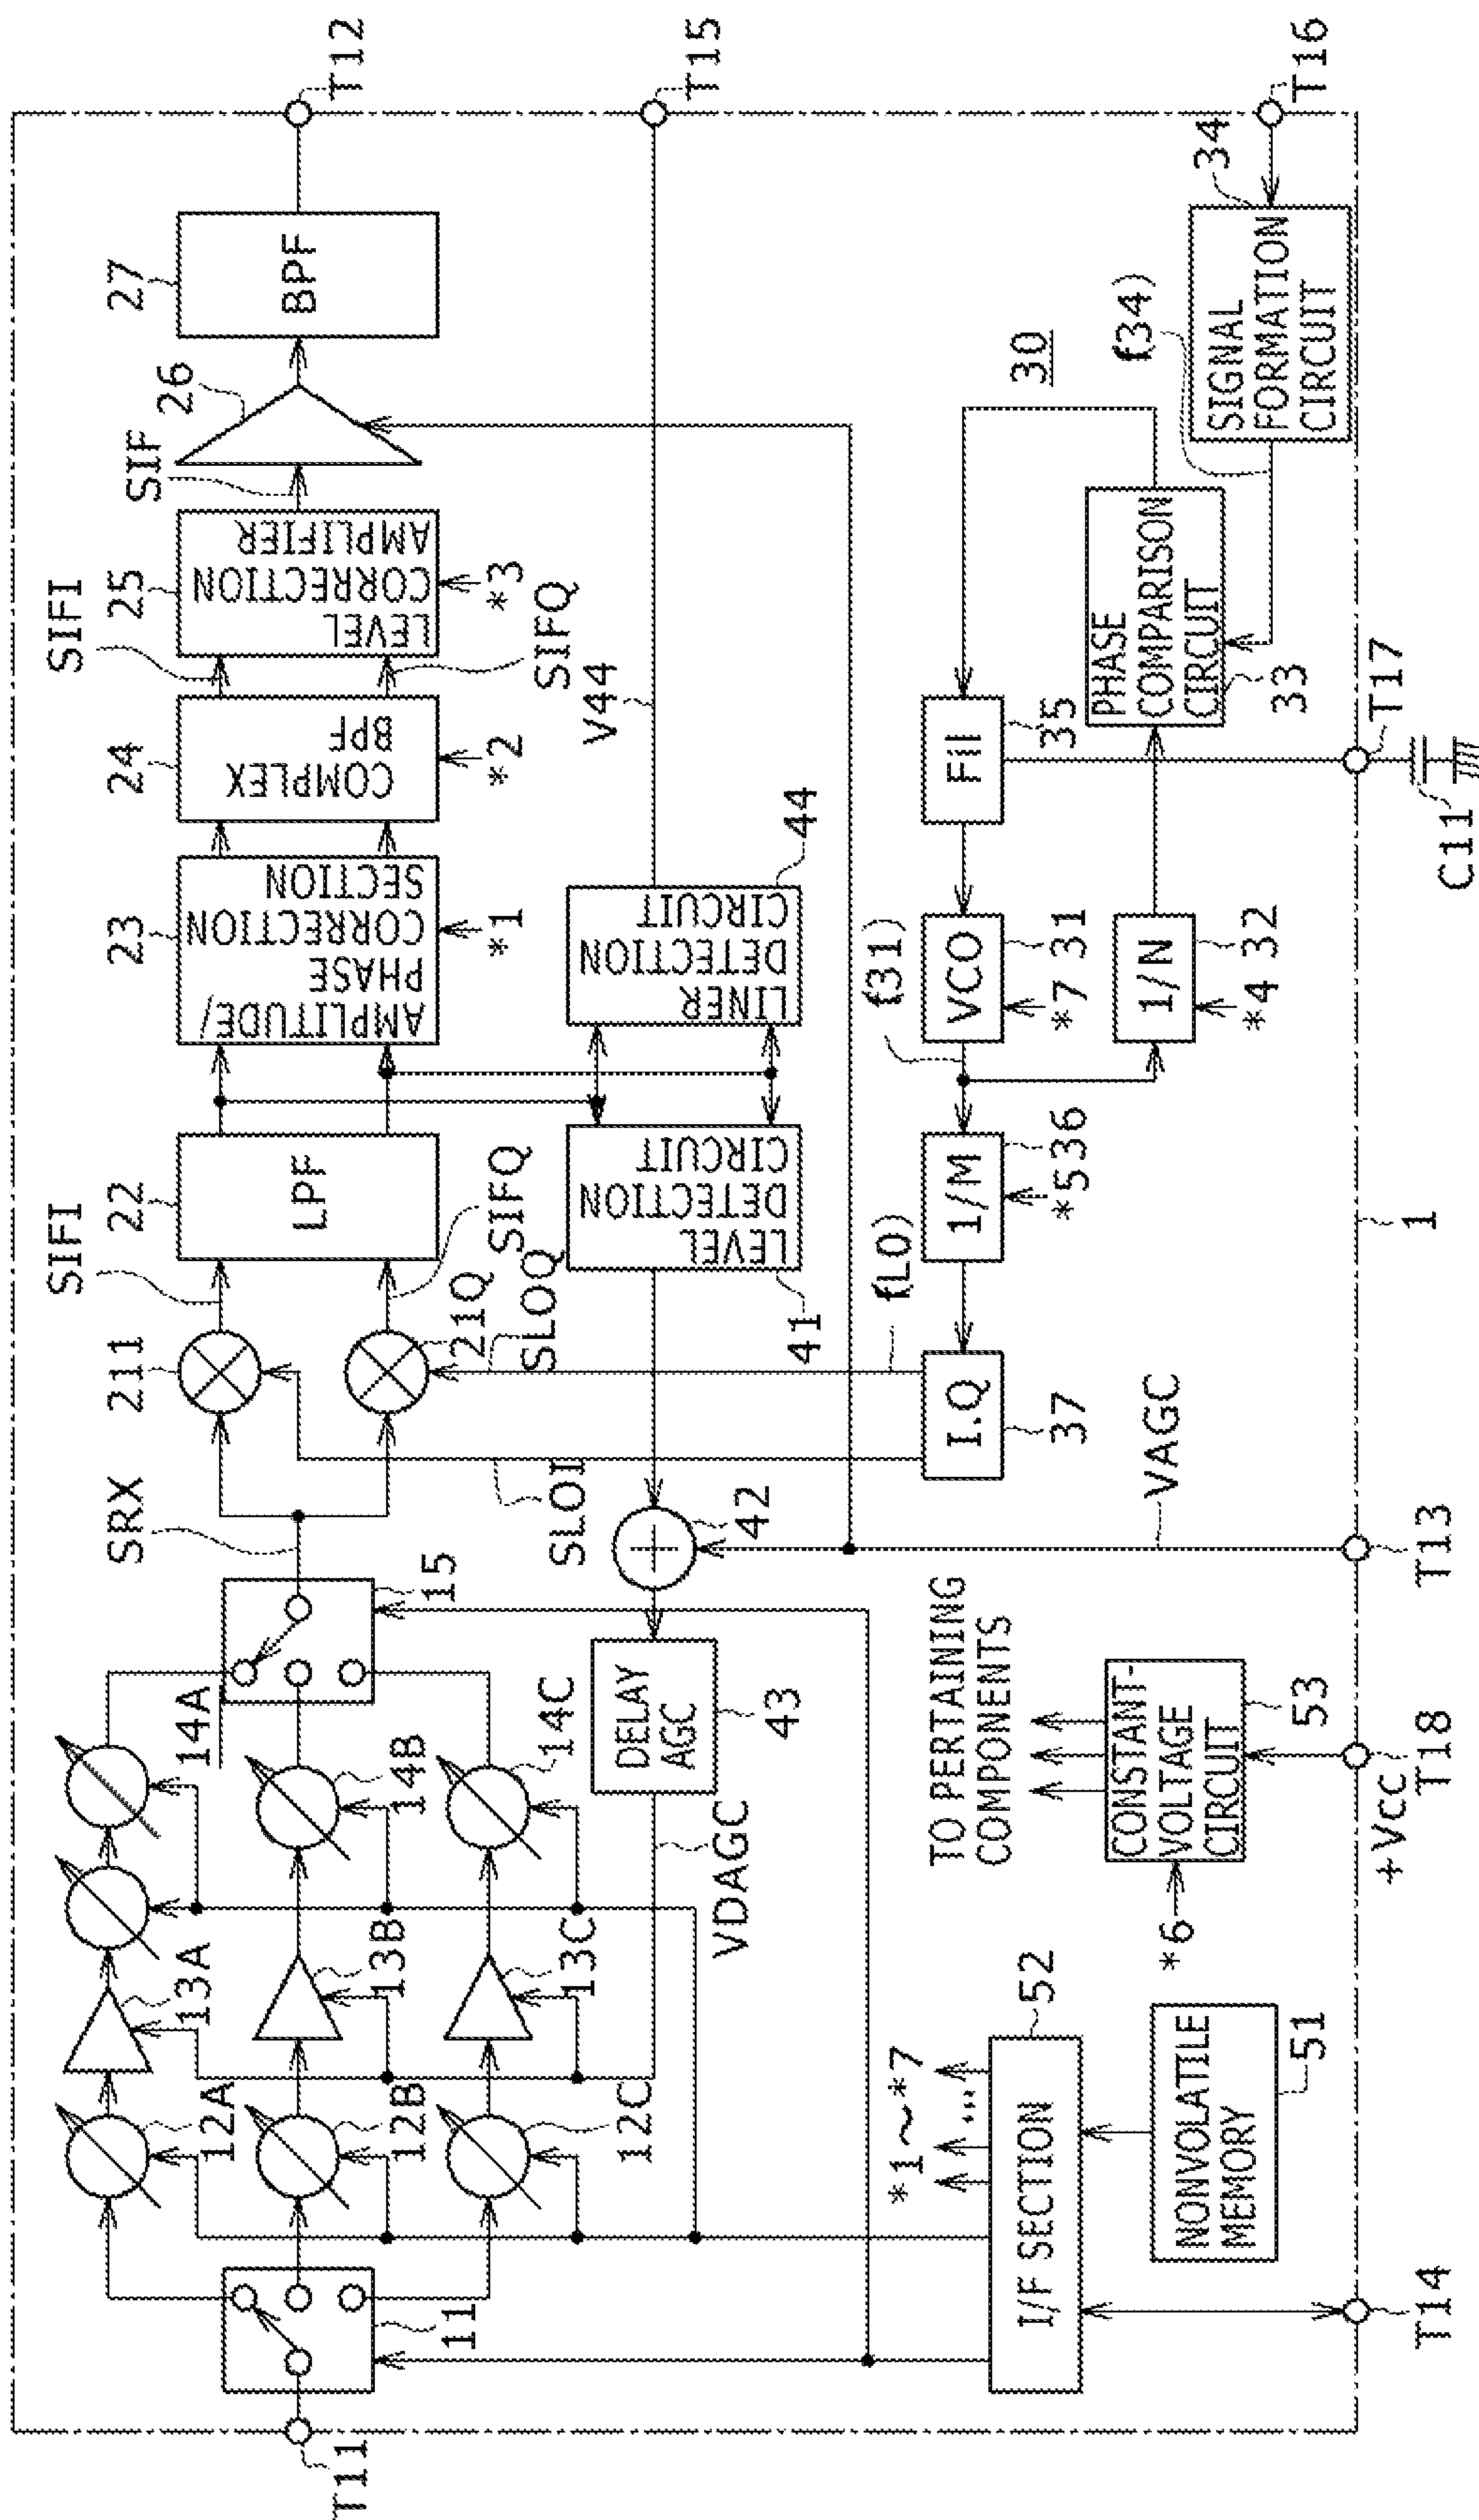 T11
11
12A
12B
12C
13A
13B
13C
14A
14B
14C
15
SRX
21I
21Q
SIFI
SIFQ
SLOI
SLOQ
22
LPF
23
AMPLITUDE/
PHASE
CORRECTION
SECTION
*1
24
COMPLEX
BPF
*2
SIFI
SIFQ
25
LEVEL
CORRECTION
AMPLIFIER
*3
SIF
26
27
BPF
T12
VDAGC
DELAY
AGC
43
42
LEVEL
DETECTION
CIRCUIT
41
LINER
DETECTION
CIRCUIT
44
V44
T15
I.Q
37
(fLO)
1/M
36
*5
(f31)
VCO
31
*7
1/N
32
*4
Fil
35
PHASE
COMPARISON
CIRCUIT
33
30
(f34)
SIGNAL
FORMATION
CIRCUIT
34
T16
*1~*7
...
I/F SECTION
52
NONVOLATILE
MEMORY
51
T14
TO PERTAINING
COMPONENTS
CONSTANT-
VOLTAGE
CIRCUIT
53
*6
+Vcc
T18
VAGC
T13
1
T17
C11